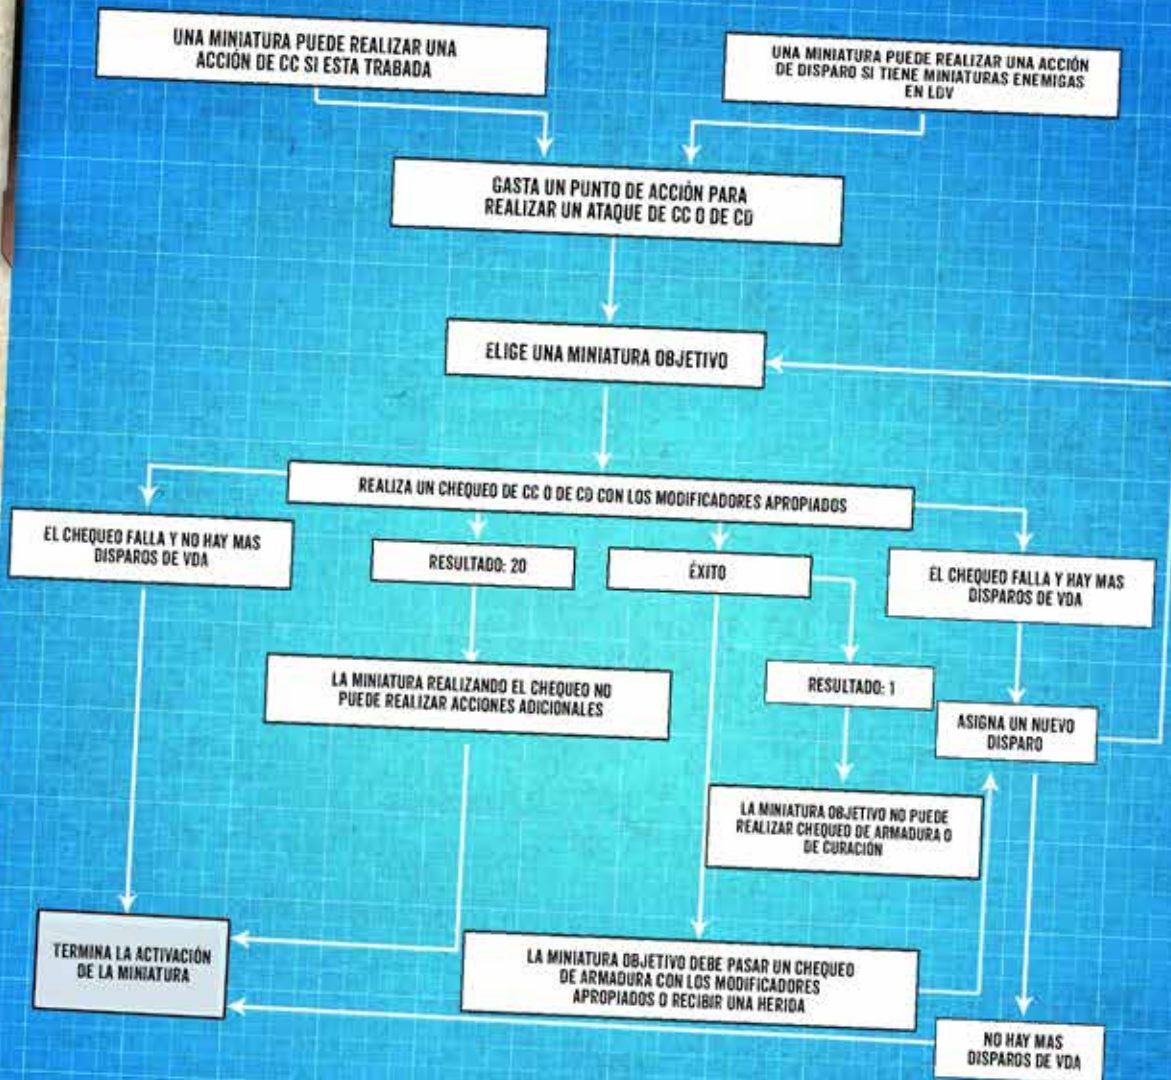 UNA MINIATURA PUEDE REALIZAR UNA
ACCIÓN DE CC SI ESTA TRABADA
UNA MINIATURA PUEDE REALIZAR UNA ACCIÓN
DE DISPARO SI TIENE MINIATURAS ENEMIGAS
EN LDV
GASTA UN PUNTO DE ACCIÓN PARA
REALIZAR UN ATAQUE DE CC O DE CD
ELIGE UNA MINIATURA OBJETIVO
REALIZA UN CHEQUEO DE CC O DE CD CON LOS MODIFICADORES APROPIADOS
EL CHEQUEO FALLA Y NO HAY MAS
DISPAROS DE VDA
RESULTADO: 20
ÉXITO
EL CHEQUEO FALLA Y HAY MAS
DISPAROS DE VDA
LA MINIATURA REALIZANDO EL CHEQUEO NO
PUEDE REALIZAR ACCIONES ADICIONALES
RESULTADO: 1
ASIGNA UN NUEVO
DISPARO
LA MINIATURA OBJETIVO NO PUEDE
REALIZAR CHEQUEO DE ARMADURA O
DE CURACIÓN
TERMINA LA ACTIVACIÓN
DE LA MINIATURA
LA MINIATURA OBJETIVO DEBE PASAR UN CHEQUEO
DE ARMADURA CON LOS MODIFICADORES
APROPIADOS O RECIBIR UNA HERIDA
NO HAY MAS
DISPAROS DE VDA